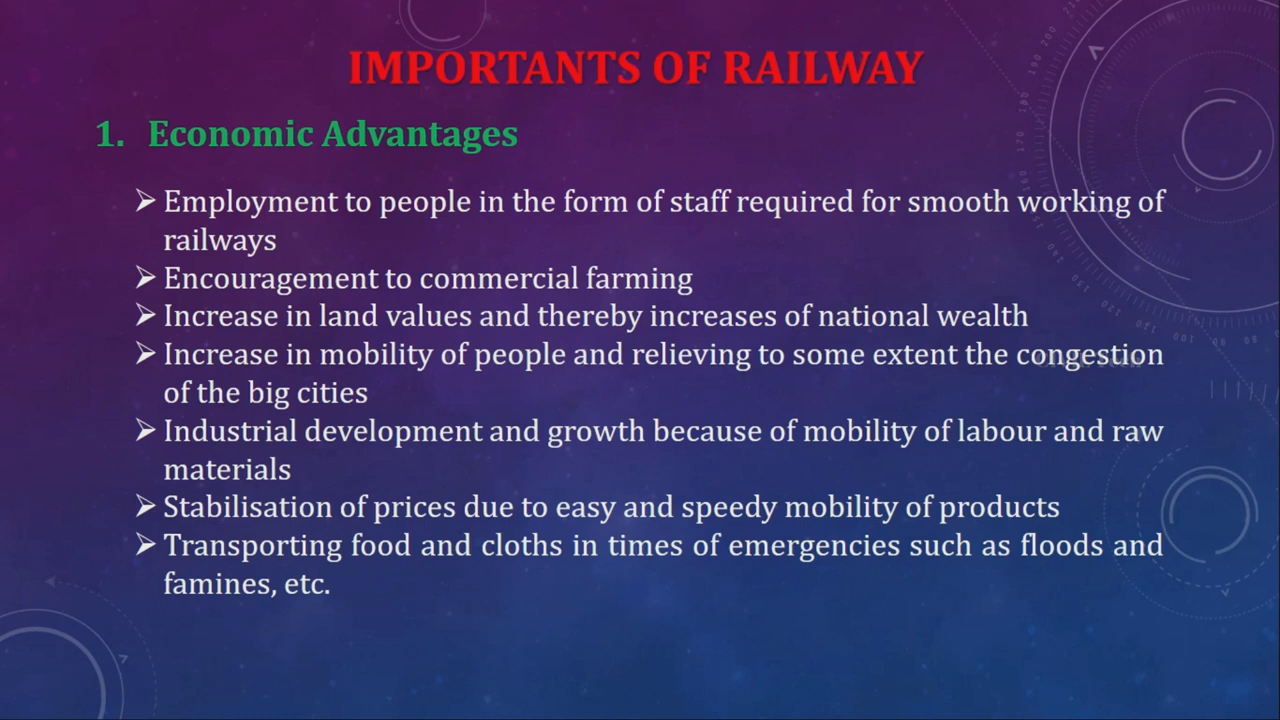 IMPORTANTS OF RAILWAY
1. Economic Advantages
➢ Employment to people in the form of staff required for smooth working of
railways
➢ Encouragement to commercial farming
➢ Increase in land values and thereby increases of national wealth
➢ Increase in mobility of people and relieving to some extent the congestion
of the big cities
➢ Industrial development and growth because of mobility of labour and raw
materials
➢ Stabilisation of prices due to easy and speedy mobility of products
➢ Transporting food and cloths in times of emergencies such as floods and
famines, etc.